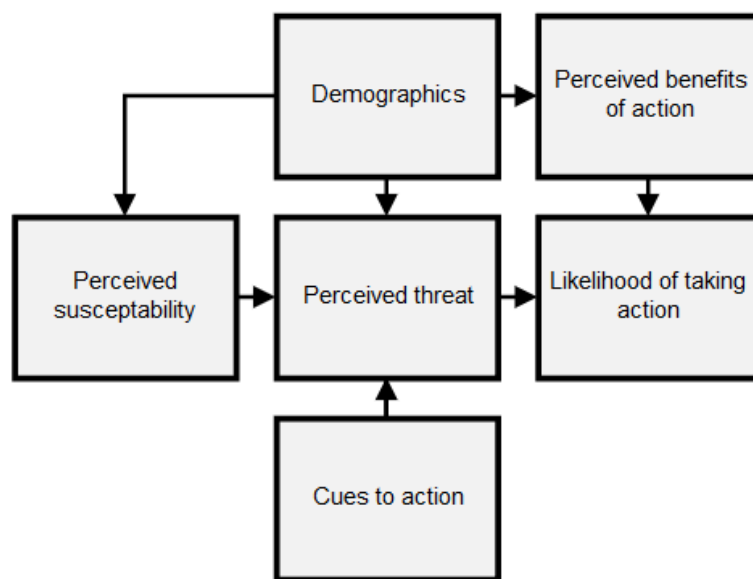 Demographics
Perceived benefits
of action
Perceived
susceptability
Perceived threat
Likelihood of taking
action
Cues to action